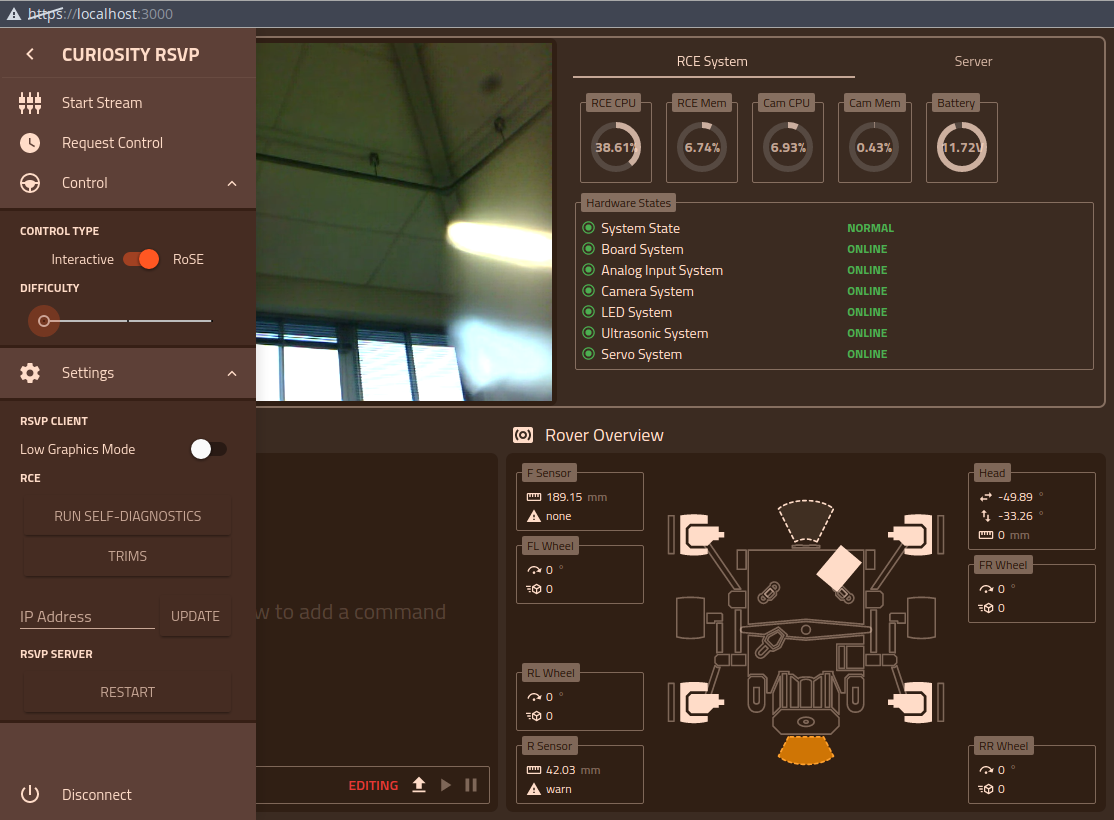 https://localhost:3000
CURIOSITY RSVP
Start Stream
Request Control
Control
CONTROL TYPE
Interactive RoSE
DIFFICULTY
Settings
RSVP CLIENT
Low Graphics Mode
RCE
RUN SELF-DIAGNOSTICS
TRIMS
IP Address UPDATE
RSVP SERVER
RESTART
Disconnect
RCE System Server
RCE CPU RCE Mem Cam CPU Cam Mem Battery
38.61% 6.74% 6.93% 0.43% 11.72V
Hardware States
System State NORMAL
Board System ONLINE
Analog Input System ONLINE
Camera System ONLINE
LED System ONLINE
Ultrasonic System ONLINE
Servo System ONLINE
w to add a command
EDITING
Rover Overview
F Sensor
189.15 mm
none
FL Wheel
0 °
0
RL Wheel
0 °
0
R Sensor
42.03 mm
warn
Head
-49.89 °
-33.26 °
0 mm
FR Wheel
0 °
0
RR Wheel
0 °
0